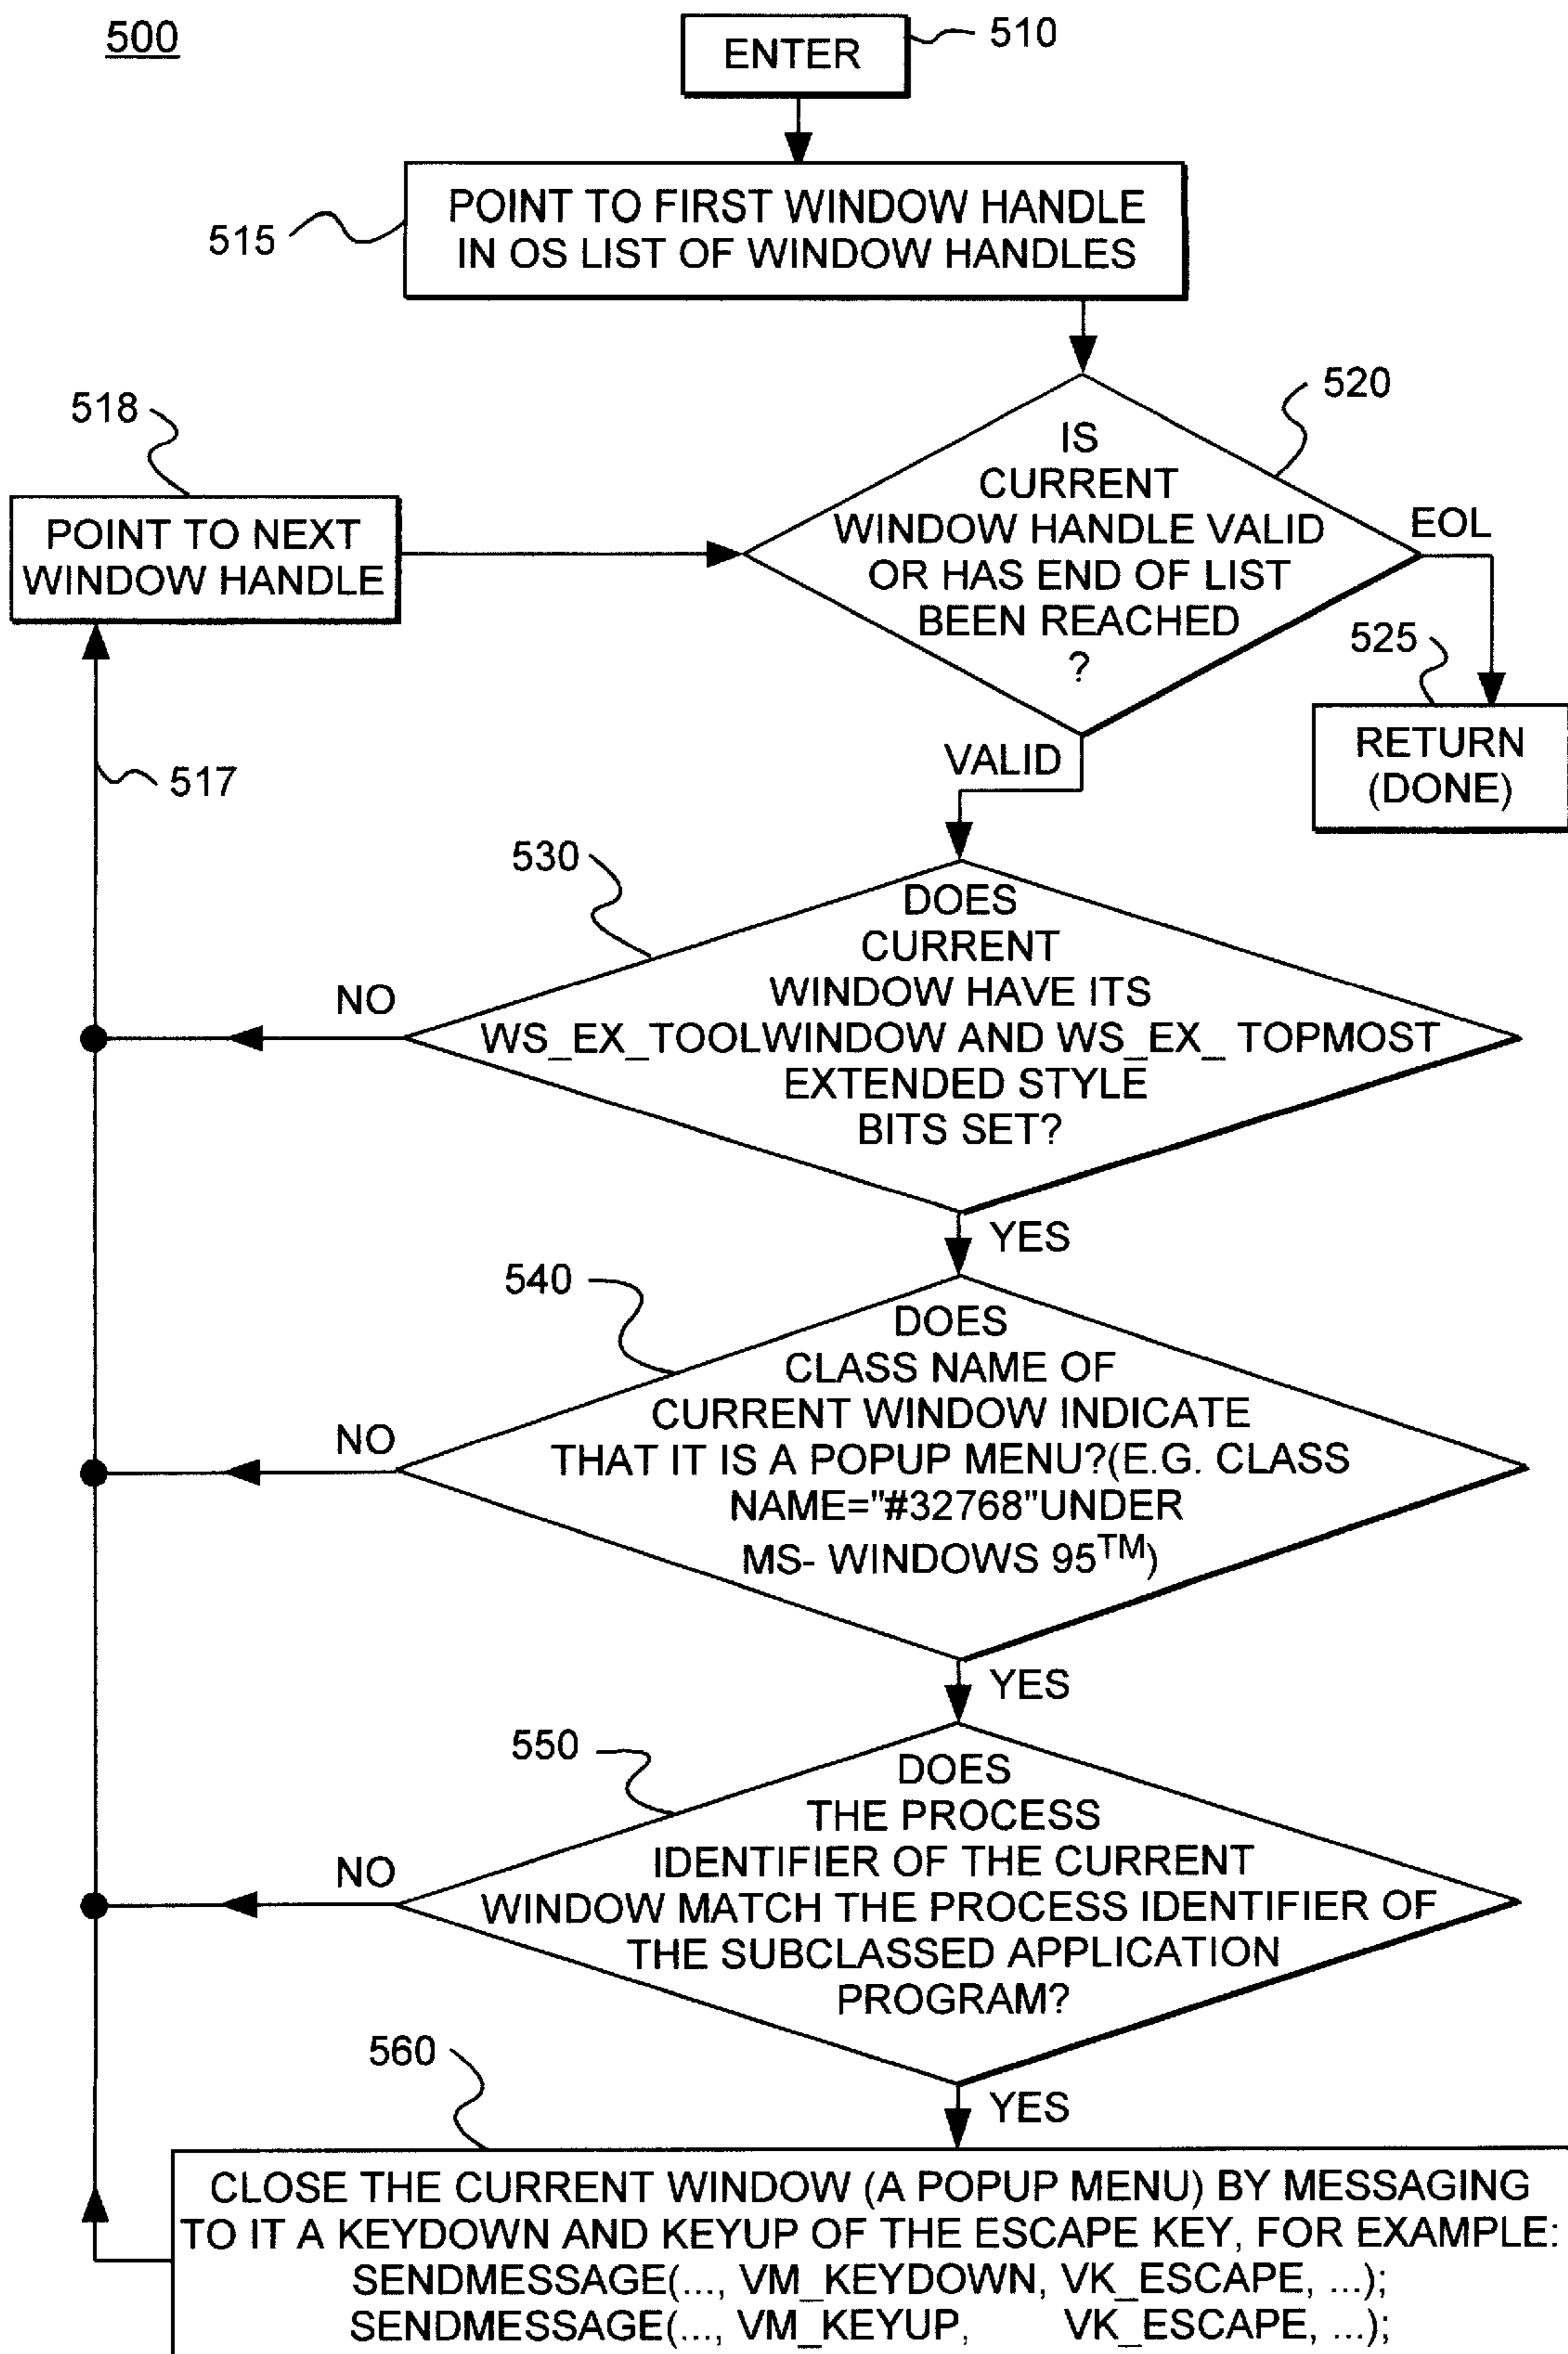 500
ENTER
510
POINT TO FIRST WINDOW HANDLE
IN OS LIST OF WINDOW HANDLES
515
518
POINT TO NEXT
WINDOW HANDLE
520
IS
CURRENT
WINDOW HANDLE VALID
OR HAS END OF LIST
BEEN REACHED
?
EOL
525
RETURN
(DONE)
VALID
517
530
DOES
CURRENT
WINDOW HAVE ITS
WS_EX_TOOLWINDOW AND WS_EX_ TOPMOST
EXTENDED STYLE
BITS SET?
NO
YES
540
DOES
CLASS NAME OF
CURRENT WINDOW INDICATE
THAT IT IS A POPUP MENU?(E.G. CLASS
NAME="#32768"UNDER
MS- WINDOWS 95TM)
NO
YES
550
DOES
THE PROCESS
IDENTIFIER OF THE CURRENT
WINDOW MATCH THE PROCESS IDENTIFIER OF
THE SUBCLASSED APPLICATION
PROGRAM?
NO
YES
560
CLOSE THE CURRENT WINDOW (A POPUP MENU) BY MESSAGING
TO IT A KEYDOWN AND KEYUP OF THE ESCAPE KEY, FOR EXAMPLE:
SENDMESSAGE(..., VM_KEYDOWN, VK_ESCAPE, ...);
SENDMESSAGE(..., VM_KEYUP, VK_ESCAPE, ...);